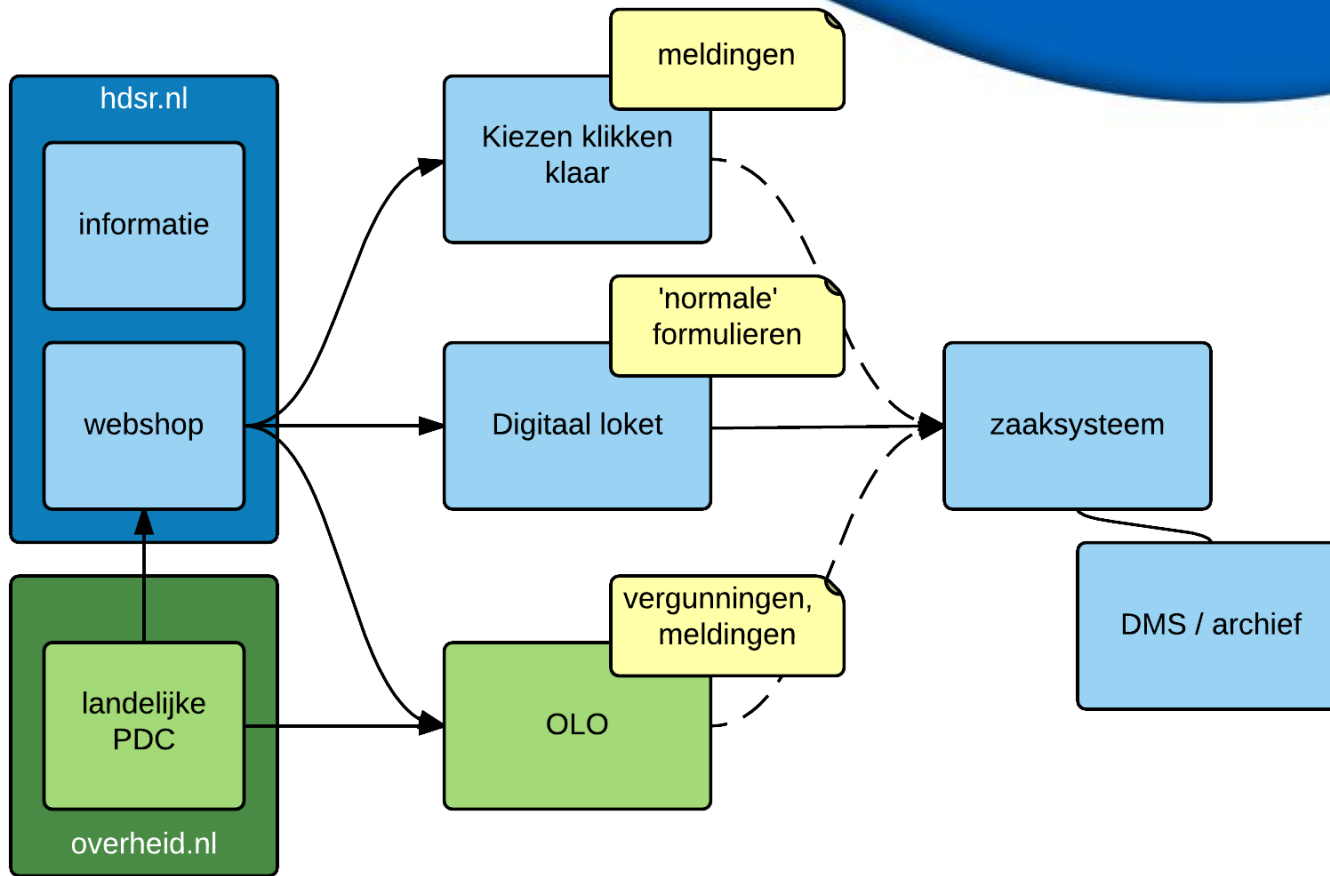 hdsr.nl
informatie
webshop
landelijke
PDC
overheid.nl
meldingen
Kiezen klikken
klaar
'normale'
formulieren
Digitaal loket
vergunningen,
meldingen
OLO
zaaksysteem
DMS / archief